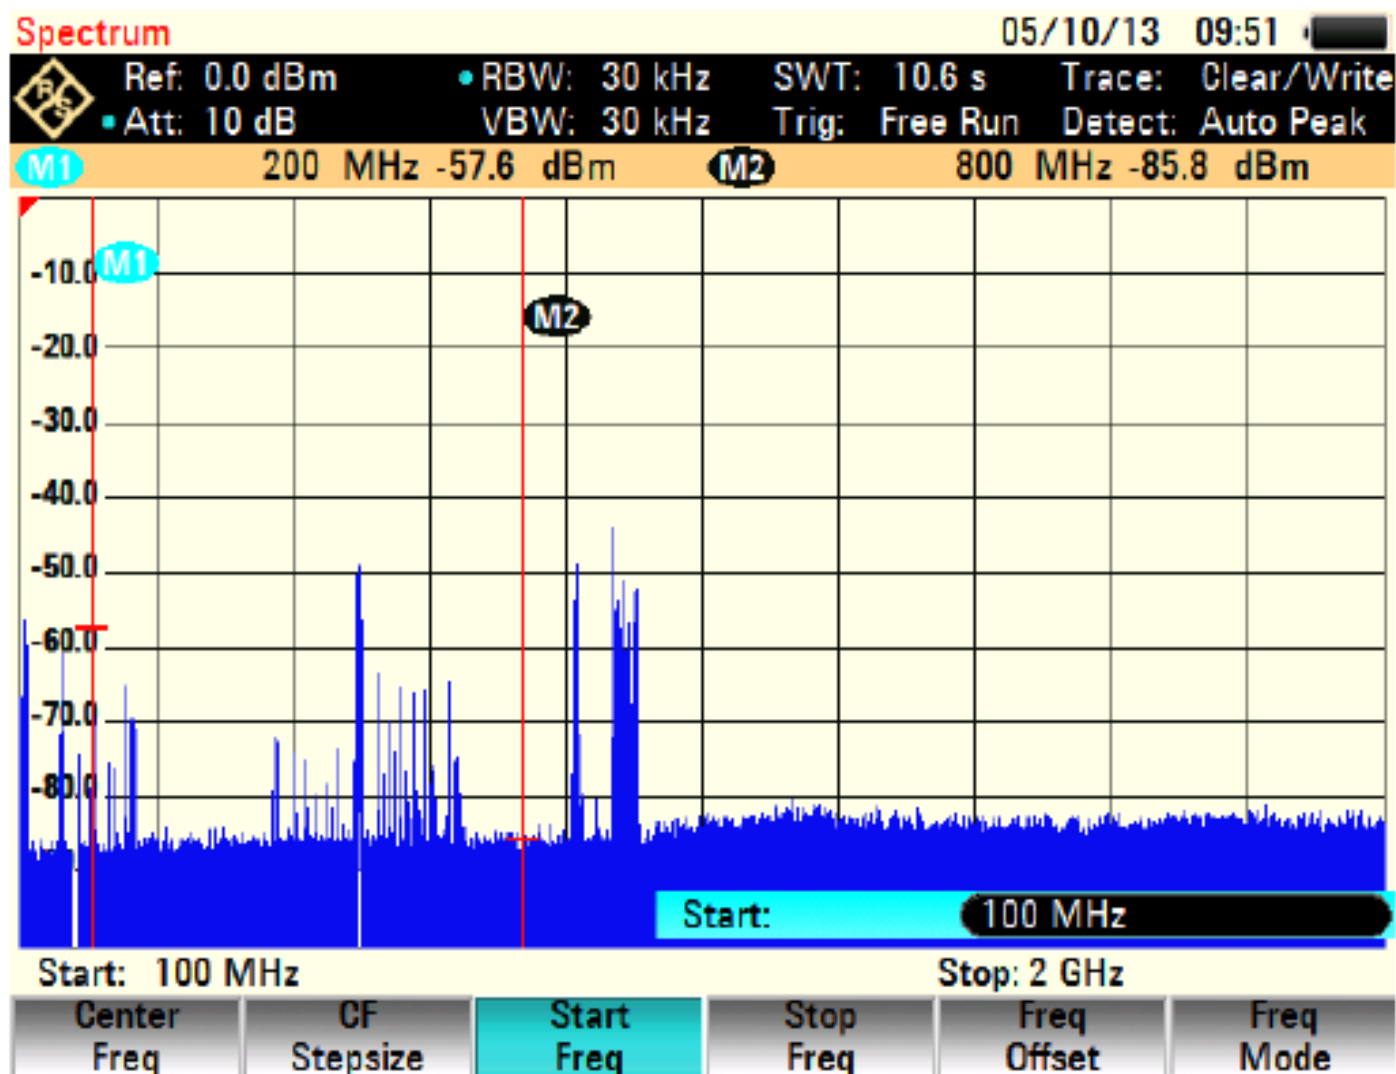 Spectrum 05/10/13 09:51
R&S Ref: 0.0 dBm RBW: 30 kHz SWT: 10.6 s Trace: Clear/Write
Att: 10 dB VBW: 30 kHz Trig: Free Run Detect: Auto Peak
M1 200 MHz -57.6 dBm M2 800 MHz -85.8 dBm
M1
-10.0
M2
-20.0
-30.0
-40.0
-50.0
-60.0
-70.0
-80.0
Start: 100 MHz
Start: 100 MHz Stop: 2 GHz
Center CF Start Stop Freq Freq
Freq Stepsize Freq Freq Offset Mode